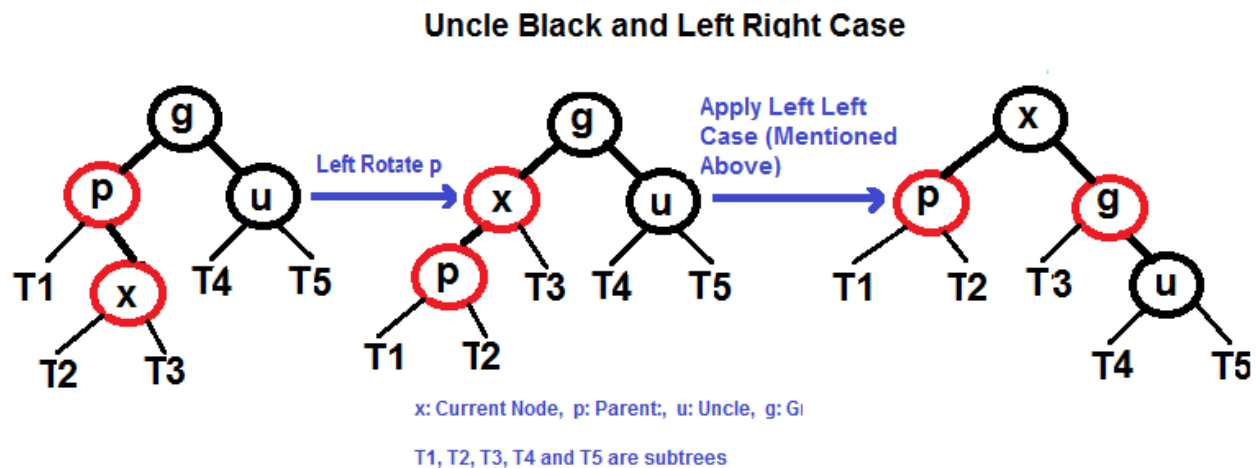 Uncle Black and Left Right Case
g
p
u
T1
x
T4
T5
T2
T3
Left Rotate p
g
x
u
p
T3
T4
T5
T1
T2
Apply Left Left
Case (Mentioned
Above)
x
p
g
T1
T2
T3
u
T4
T5
x: Current Node, p: Parent:, u: Uncle, g:
T1, T2, T3, T4 and T5 are subtrees